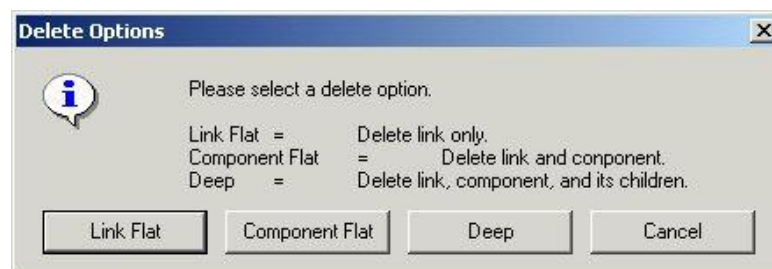 Delete Options
Please select a delete option.
Link Flat = Delete link only.
Component Flat = Delete link and conponent.
Deep = Delete link, component, and its children.
Link Flat Component Flat Deep Cancel